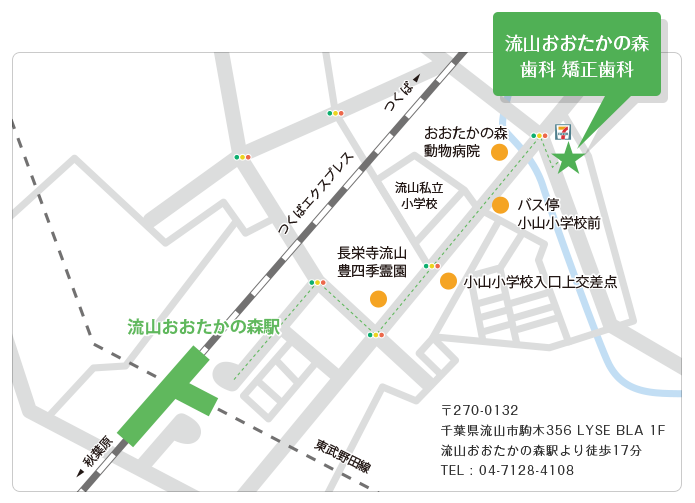 流山おおたかの森
歯科 矯正歯科
つくば
おおたかの森
動物病院
7
つくばエクスプレス
流山私立
小学校
バス停
小山小学校前
長栄寺流山
豊四季霊園
小山小学校入口上交差点
流山おおたかの森駅
秋葉原
東武野田線
〒270-0132
千葉県流山市駒木356 LYSE BLA 1F
流山おおたかの森駅より徒歩17分
TEL : 04-7128-4108